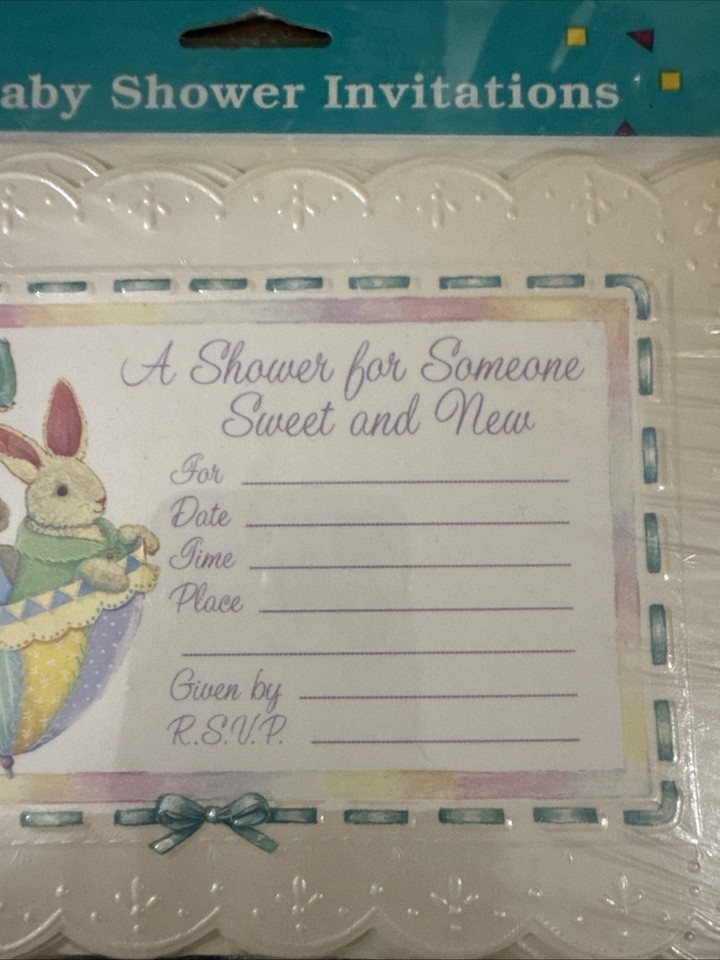 aby Shower Invitations
A Shower for Someone
Sweet and New
For
Date
Time
Place
Given by
R.S.V.P.